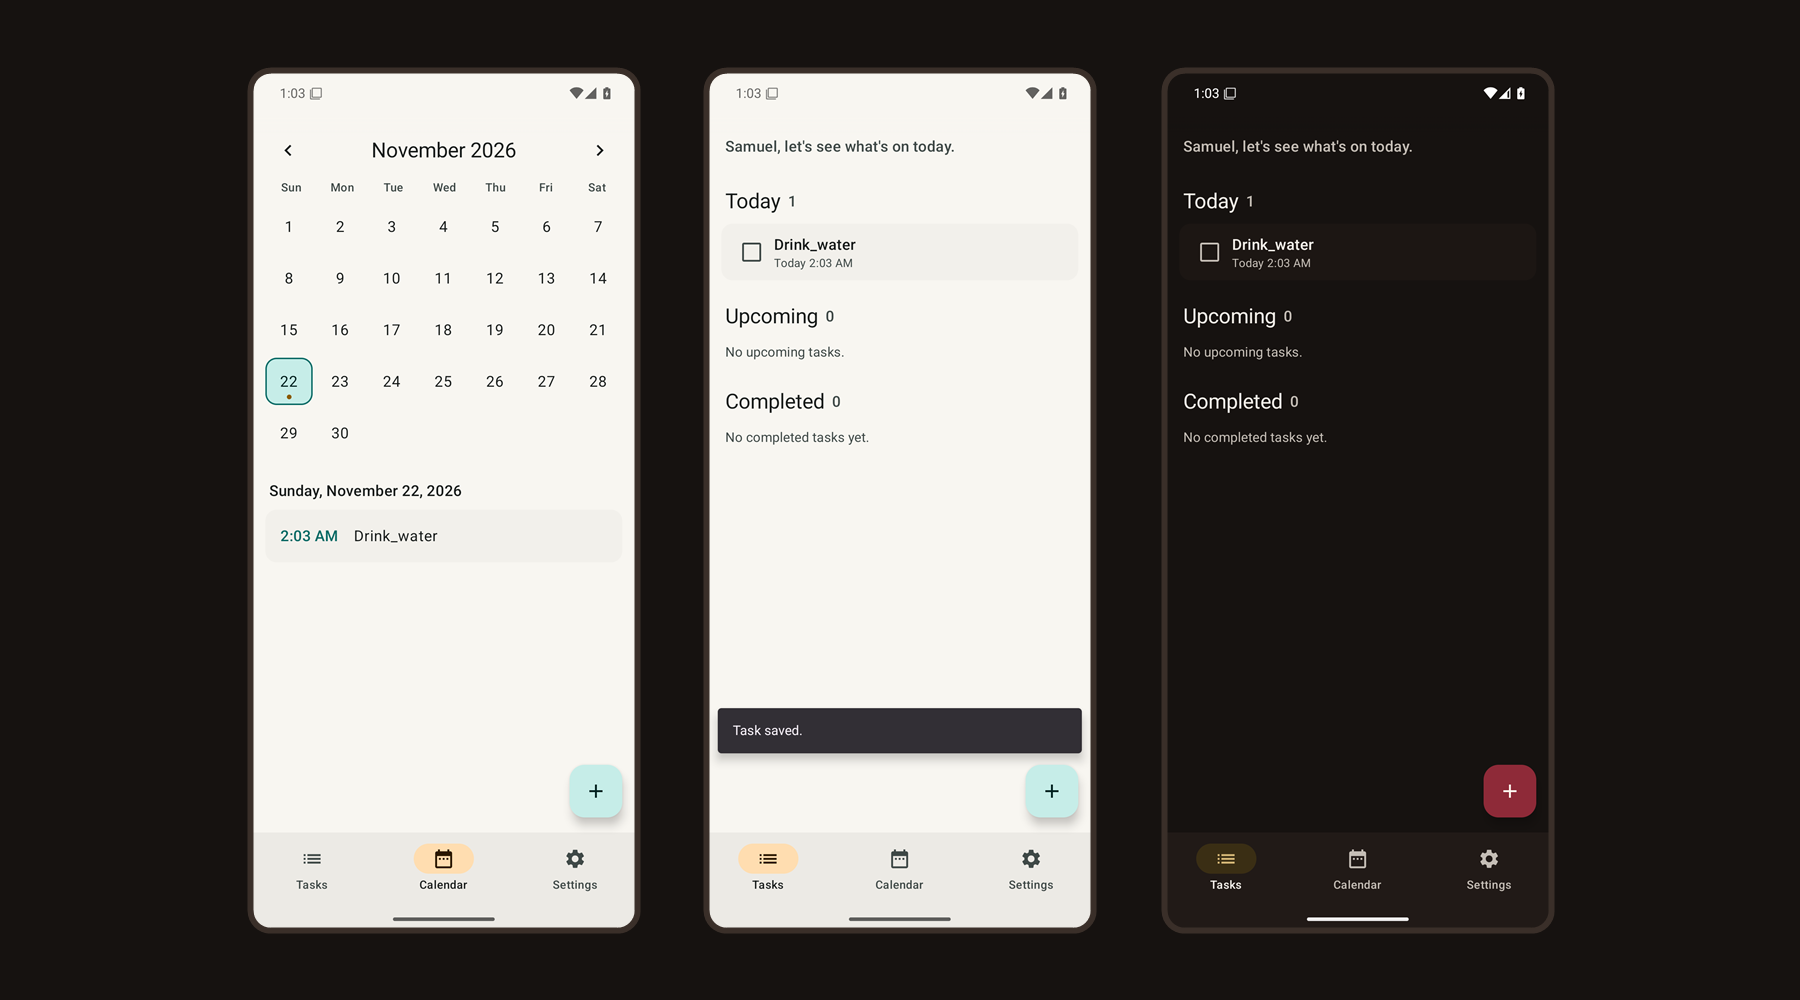 1:03
November 2026
Sun Mon Tue Wed Thu Fri Sat
1 2 3 4 5 6 7
8 9 10 11 12 13 14
15 16 17 18 19 20 21
22 23 24 25 26 27 28
29 30
Sunday, November 22, 2026
2:03 AM Drink_water
Tasks Calendar Settings
1:03
Samuel, let's see what's on today.
Today 1
Drink_water
Today 2:03 AM
Upcoming 0
No upcoming tasks.
Completed 0
No completed tasks yet.
Task saved.
Tasks Calendar Settings
1:03
Samuel, let's see what's on today.
Today 1
Drink_water
Today 2:03 AM
Upcoming 0
No upcoming tasks.
Completed 0
No completed tasks yet.
Tasks Calendar Settings